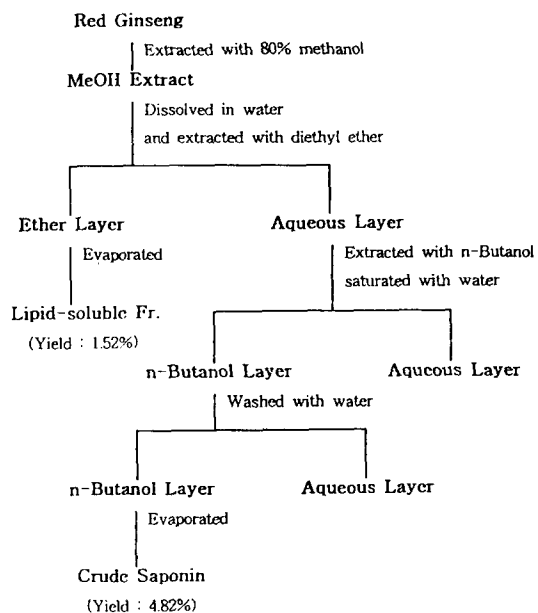 Red Ginseng
Extracted with 80% methanol
MeOH Extract
Dissolved in water
and extracted with diethyl ether
Ether Layer
Aqueous Layer
Evaporated
Extracted with n-Butanol
saturated with water
Lipid-soluble Fr.
(Yield : 1.52%)
n-Butanol Layer
Aqueous Layer
Washed with water
n-Butanol Layer
Aqueous Layer
Evaporated
Crude Saponin
(Yield : 4.82%)